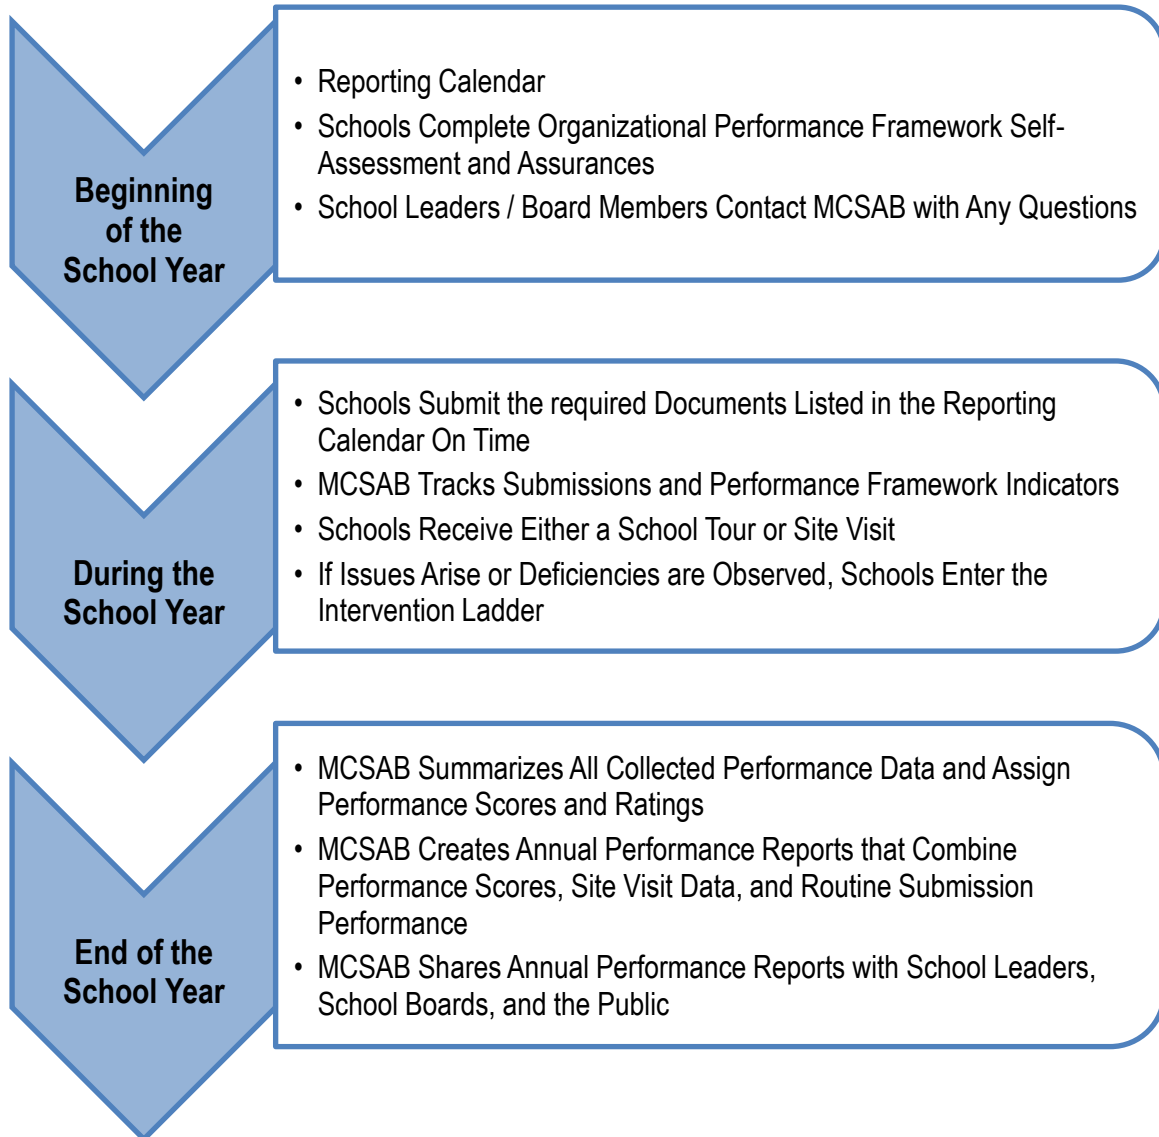 Beginning
of the
School Year
• Reporting Calendar
• Schools Complete Organizational Performance Framework Self-
Assessment and Assurances
• School Leaders / Board Members Contact MCSAB with Any Questions
During the
School Year
• Schools Submit the required Documents Listed in the Reporting
Calendar On Time
• MCSAB Tracks Submissions and Performance Framework Indicators
• Schools Receive Either a School Tour or Site Visit
• If Issues Arise or Deficiencies are Observed, Schools Enter the
Intervention Ladder
End of the
School Year
• MCSAB Summarizes All Collected Performance Data and Assign
Performance Scores and Ratings
• MCSAB Creates Annual Performance Reports that Combine
Performance Scores, Site Visit Data, and Routine Submission
Performance
• MCSAB Shares Annual Performance Reports with School Leaders,
School Boards, and the Public